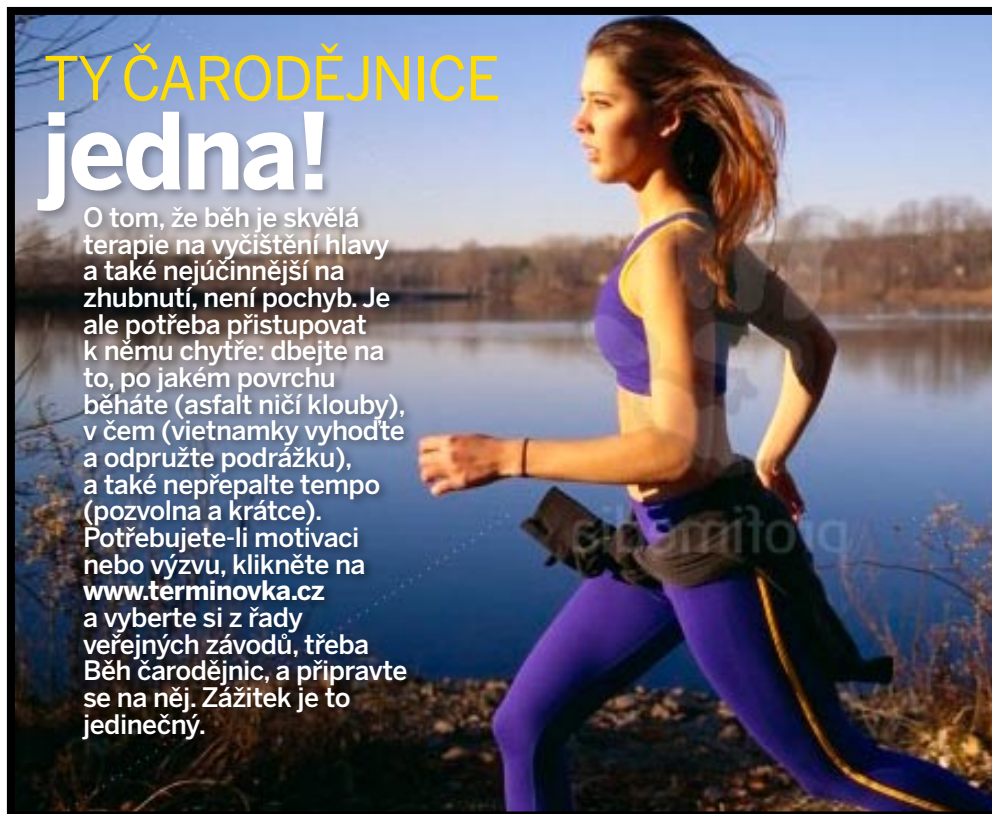 TY ČARODĚJNICE
jedna!
O tom, že běh je skvělá
terapie na vyčištění hlavy
a také nejúčinnější na
zhubnutí, není pochyb. Je
ale potřeba přistupovat
k němu chytře: dbejte na
to, po jakém povrchu
běháte (asfalt ničí klouby),
v čem (vietnamky vyhoďte
a odpružte podrážku),
a také nepřepalte tempo
(pozvolna a krátce).
Potřebujete-li motivaci
nebo výzvu, klikněte na
www.terminovka.cz
a vyberte si z řady
veřejných závodů, třeba
Běh čarodějnic, a připravte
se na něj. Zážitek je to
jedinečný.